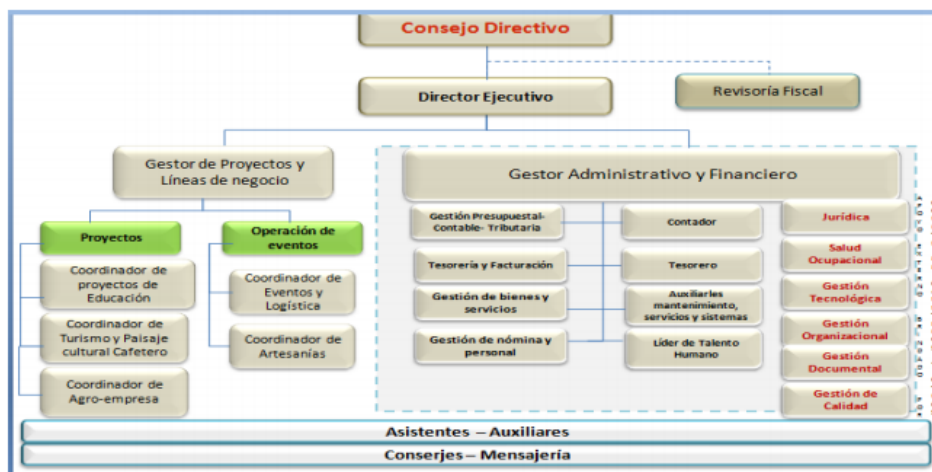 Consejo Directivo
Director Ejecutivo
Revisoría Fiscal
Gestor de Proyectos y
Líneas de negocio
Gestor Administrativo y Financiero
Proyectos
Operación de
eventos
Coordinador de
proyectos de
Educación
Coordinador de
Turismo y Paisaje
cultural Cafetero
Coordinador de
Agro-empresa
Coordinador de
Eventos y
Logística
Coordinador de
Artesanías
Gestión Presupuestal-
Contable- Tributaria
Tesorería y Facturación
Gestión de bienes y
servicios
Gestión de nómina y
personal
Contador
Tesorero
Auxiliarles
mantenimiento,
servicios y sistemas
Líder de Talento
Humano
Jurídica
Salud
Ocupacional
Gestión
Tecnológica
Gestión
Organizacional
Gestión
Documental
Gestión de
Calidad
Asistentes – Auxiliares
Conserjes – Mensajería